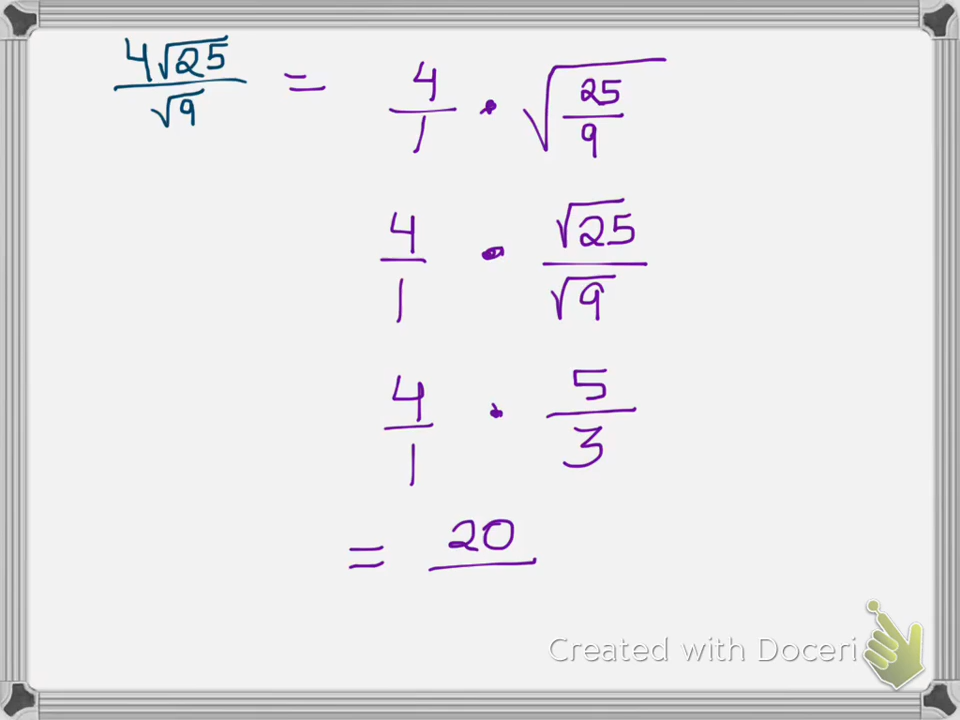 4√25/√9 = 4/1 • √(25/9)
4/1 • √25/√9
4/1 • 5/3
= 20/
Created with Doceri